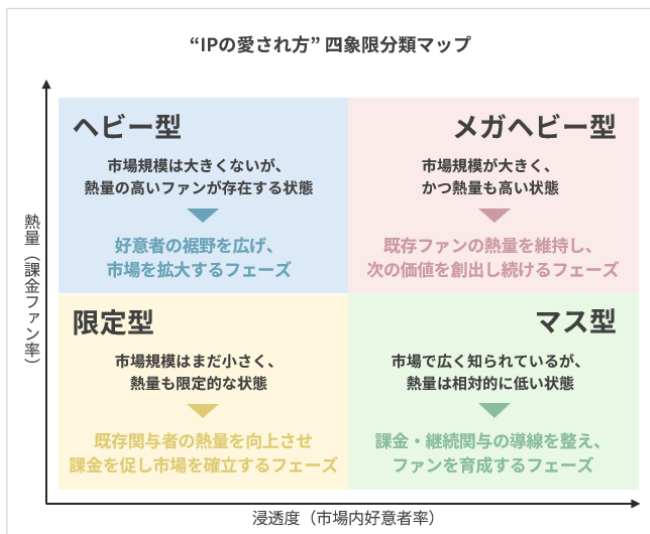 “IPの愛され方” 四象限分類マップ
ヘビー型
市場規模は大きくないが、
熱量の高いファンが存在する状態
好意者の裾野を広げ、
市場を拡大するフェーズ
メガヘビー型
市場規模が大きく、
かつ熱量も高い状態
既存ファンの熱量を維持し、
次の価値を創出し続けるフェーズ
熱量（課金ファン率）
限定型
市場規模はまだ小さく、
熱量も限定的な状態
既存関与者の熱量を向上させ
課金を促し市場を確立するフェーズ
マス型
市場で広く知られているが、
熱量は相対的に低い状態
課金・継続関与の導線を整え、
ファンを育成するフェーズ
浸透度（市場内好意者率）